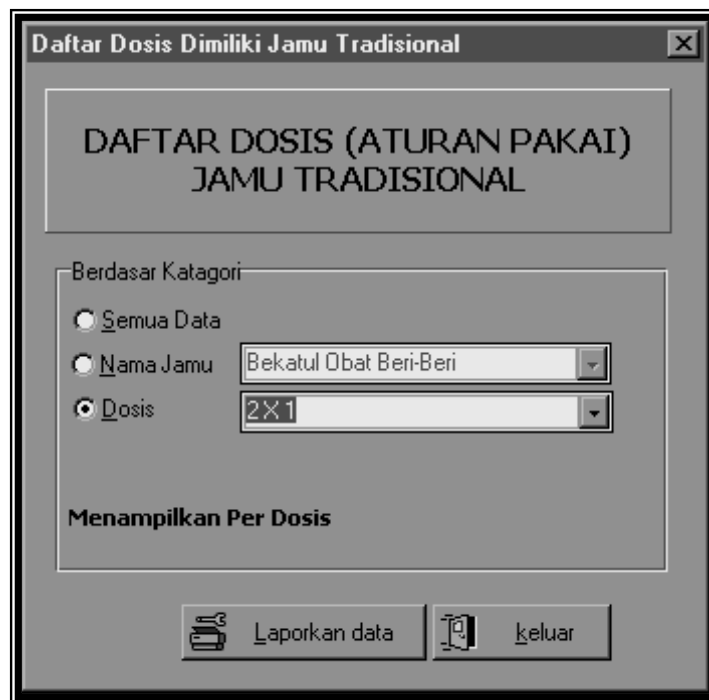 Daftar Dosis Dimiliki Jamu Tradisional
DAFTAR DOSIS (ATURAN PAKAI)
JAMU TRADISIONAL
Berdasar Katagori
Semua Data
Nama Jamu Bekatul Obat Beri-Beri
Dosis 2X1
Menampilkan Per Dosis
Laporkan data keluar